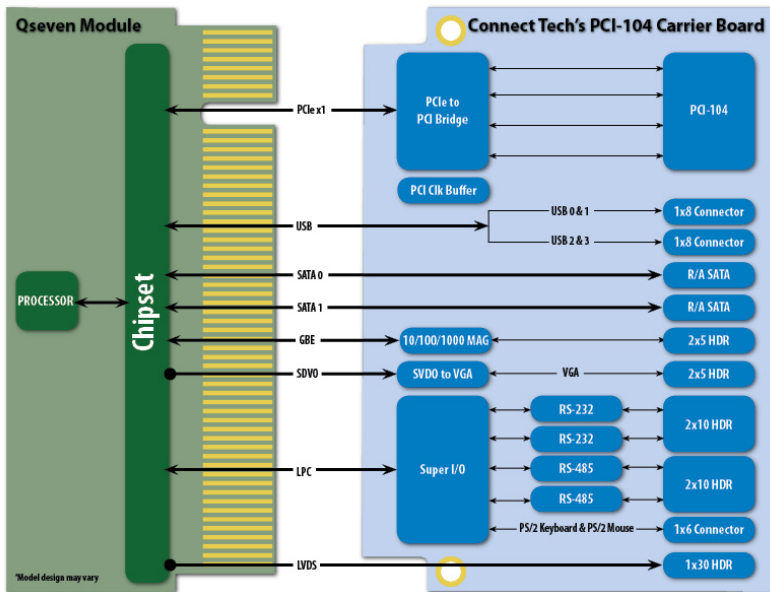 Qseven Module
Connect Tech's PCI-104 Carrier Board
PCIe x1
PCIe to
PCI Bridge
PCI-104
PCI Clk Buffer
USB
USB 0 & 1
1x8 Connector
USB 2 & 3
1x8 Connector
PROCESSOR
Chipset
SATA 0
R/A SATA
SATA 1
R/A SATA
GBE
10/100/1000 MAG
2x5 HDR
SDVO
SVDO to VGA
VGA
2x5 HDR
LPC
Super I/O
RS-232
RS-232
2x10 HDR
RS-485
RS-485
2x10 HDR
PS/2 Keyboard & PS/2 Mouse
1x6 Connector
LVDS
1x30 HDR
*Model design may vary